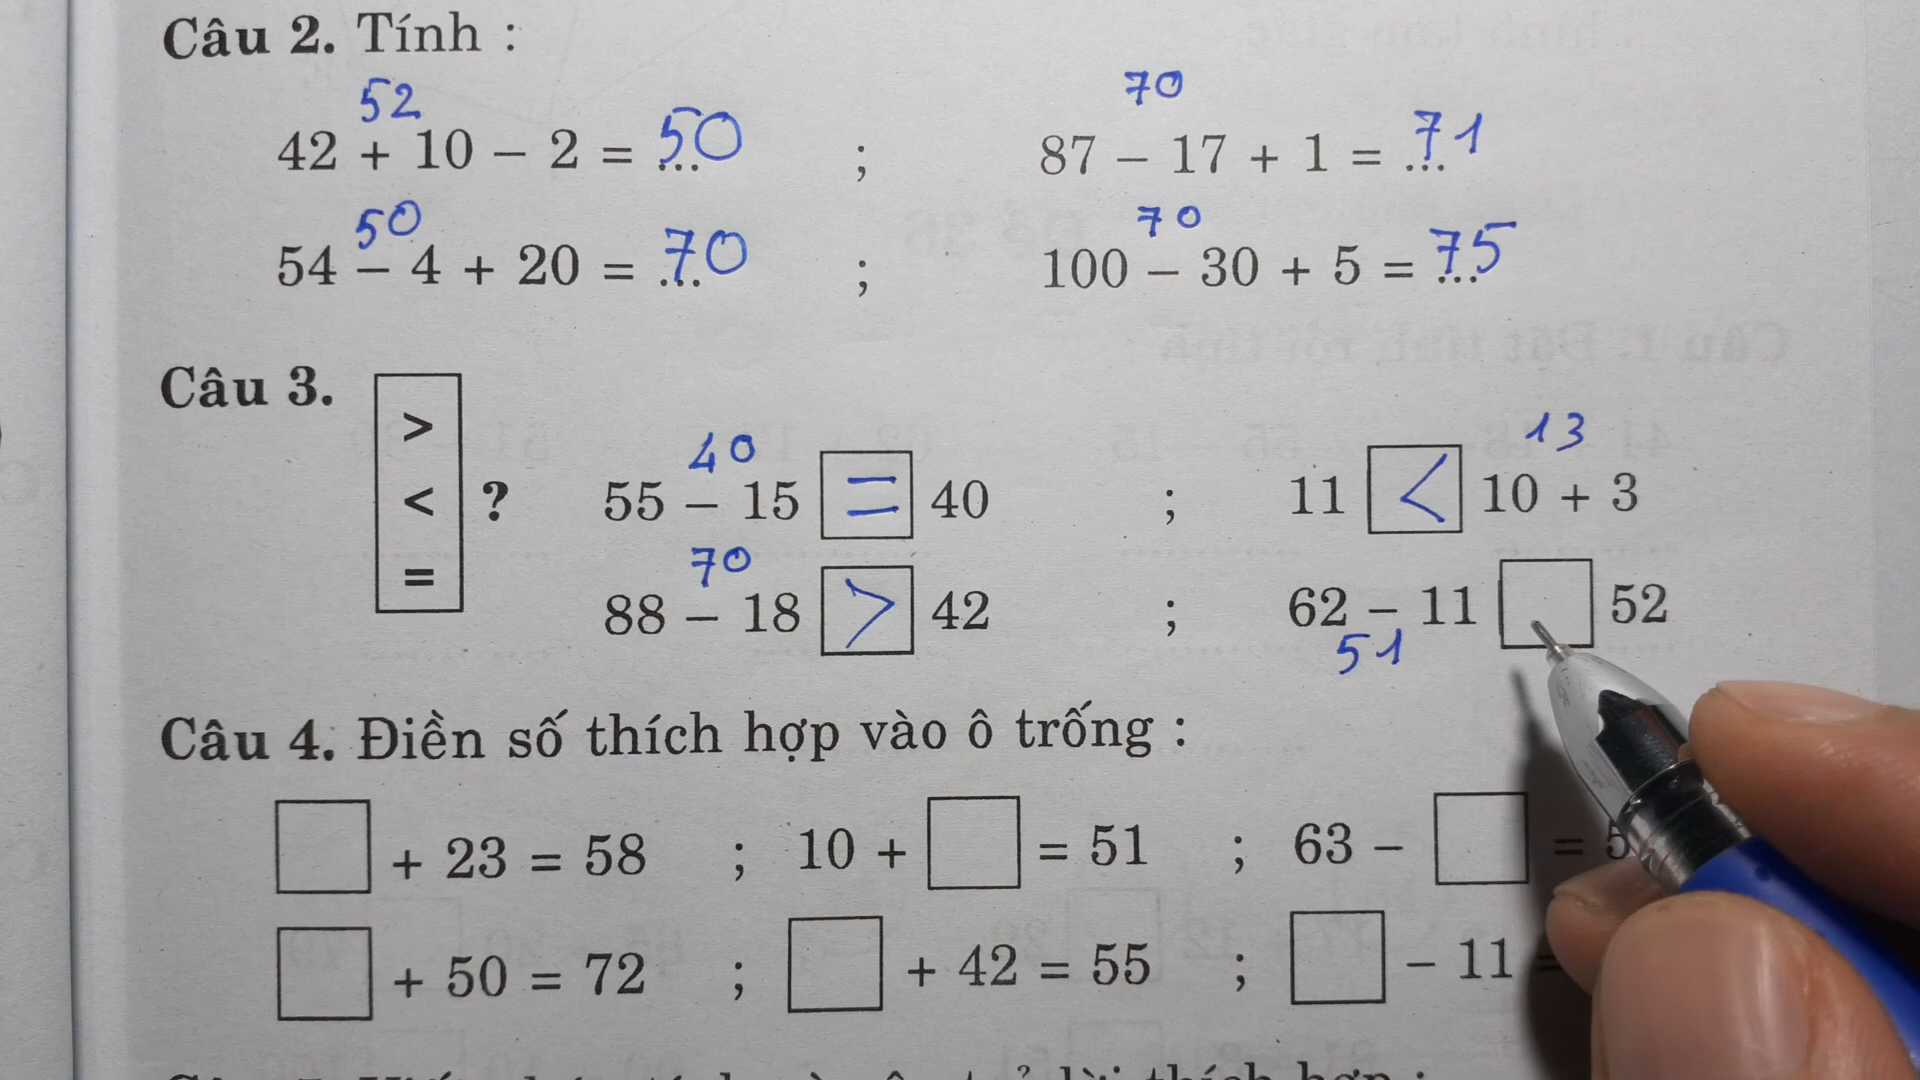 Câu 2. Tính :
52 70
42 + 10 − 2 = 50 ; 87 − 17 + 1 = 71
50 70
54 − 4 + 20 = 70 ; 100 − 30 + 5 = 75
Câu 3. > < = ?
40 13
55 − 15 = 40 ; 11 < 10 + 3
70
88 − 18 > 42 ; 62 − 11 52
51
Câu 4. Điền số thích hợp vào ô trống :
+ 23 = 58 ; 10 + = 51 ; 63 − =
+ 50 = 72 ; + 42 = 55 ; − 11 =